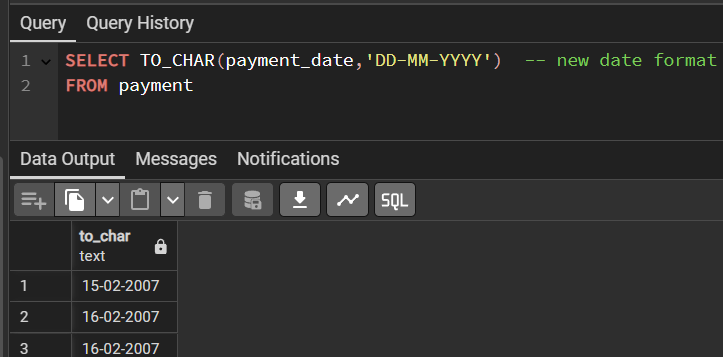 Query Query History
1 SELECT TO_CHAR(payment_date,'DD-MM-YYYY')  -- new date format
2 FROM payment
Data Output Messages Notifications
SQL
to_char
text
1 15-02-2007
2 16-02-2007
3 16-02-2007